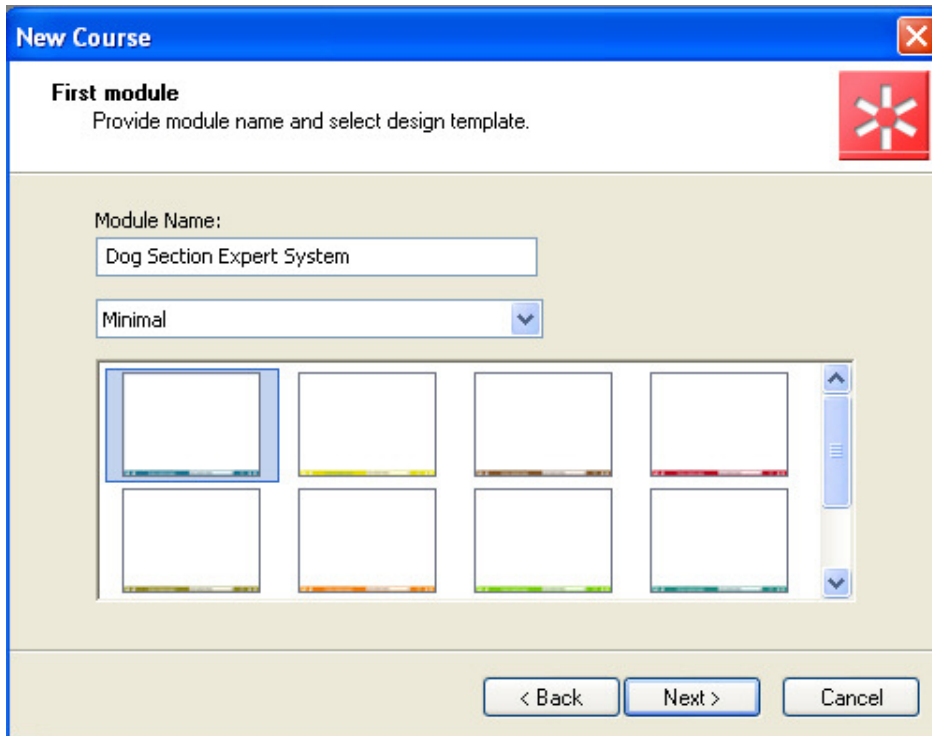 New Course
First module
Provide module name and select design template.
Module Name:
Dog Section Expert System
Minimal
< Back Next > Cancel